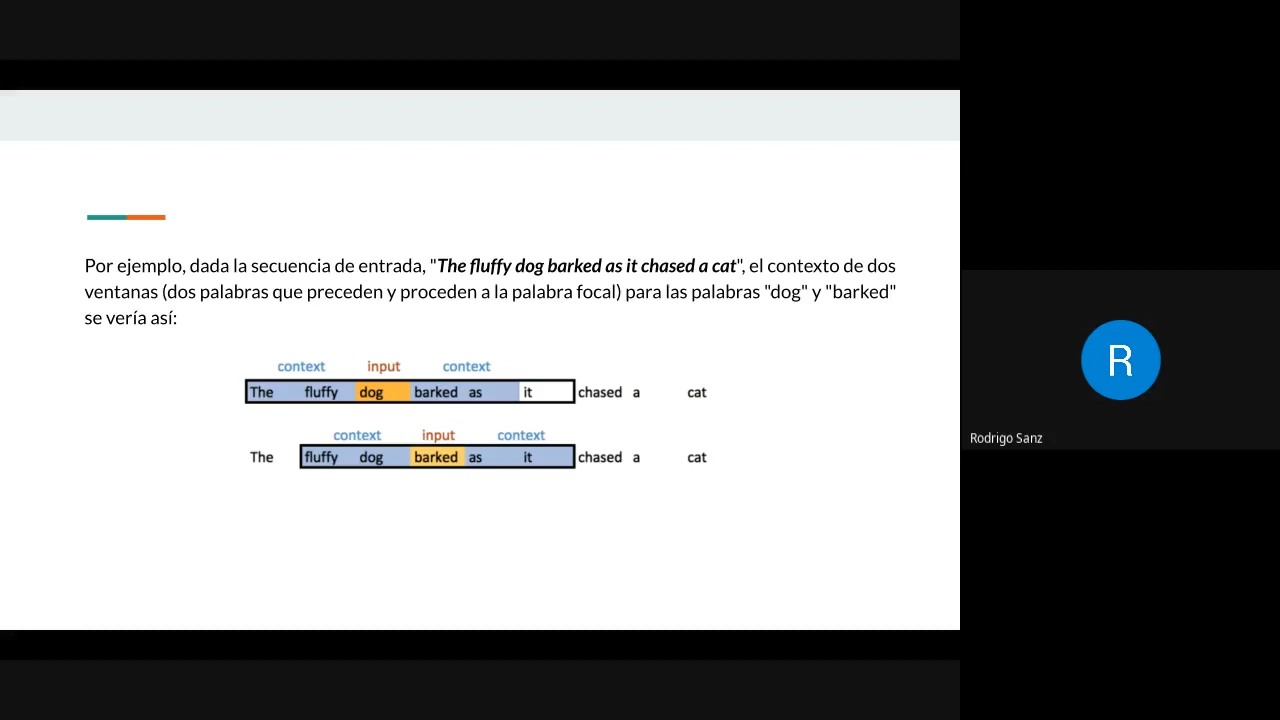 Por ejemplo, dada la secuencia de entrada, "The fluffy dog barked as it chased a cat", el contexto de dos
ventanas (dos palabras que preceden y proceden a la palabra focal) para las palabras "dog" y "barked"
se vería así:
context input context
The fluffy dog barked as it chased a cat
context input context
The fluffy dog barked as it chased a cat
R
Rodrigo Sanz